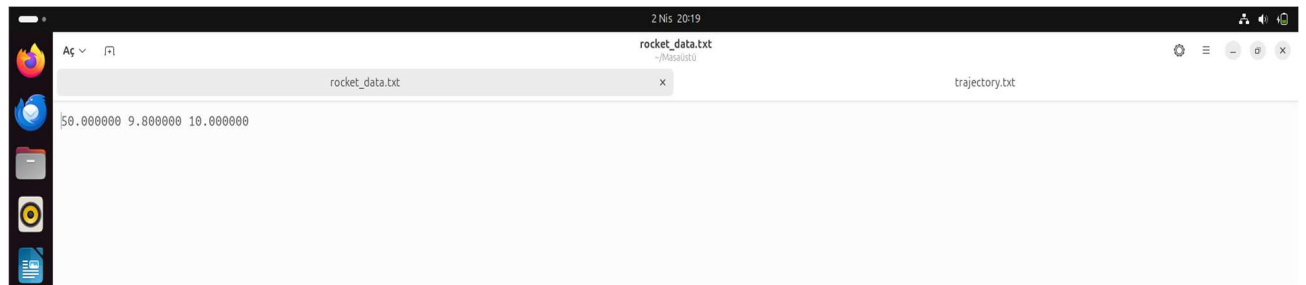 2 Nis 20:19
Aç
rocket_data.txt
~/Masaüstü
rocket_data.txt
trajectory.txt
50.000000 9.800000 10.000000